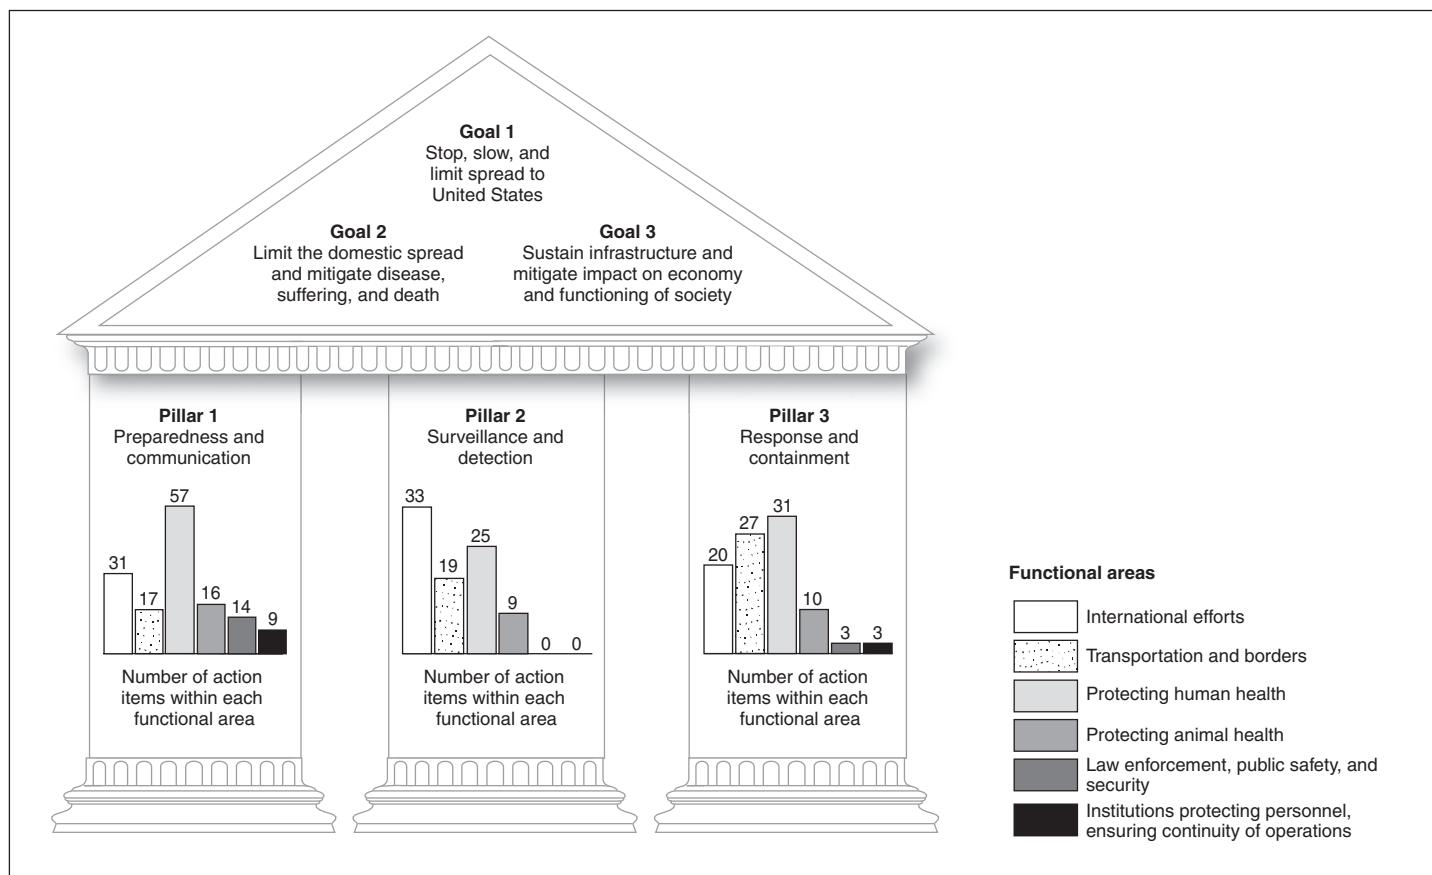 Goal 1
Stop, slow, and
limit spread to
United States
Goal 2
Limit the domestic spread
and mitigate disease,
suffering, and death
Goal 3
Sustain infrastructure and
mitigate impact on economy
and functioning of society
Pillar 1
Preparedness and
communication
31
17
57
16
14
9
Number of action
items within each
functional area
Pillar 2
Surveillance and
detection
33
19
25
9
0
0
Number of action
items within each
functional area
Pillar 3
Response and
containment
20
27
31
10
3
3
Number of action
items within each
functional area
Functional areas
International efforts
Transportation and borders
Protecting human health
Protecting animal health
Law enforcement, public safety, and
security
Institutions protecting personnel,
ensuring continuity of operations